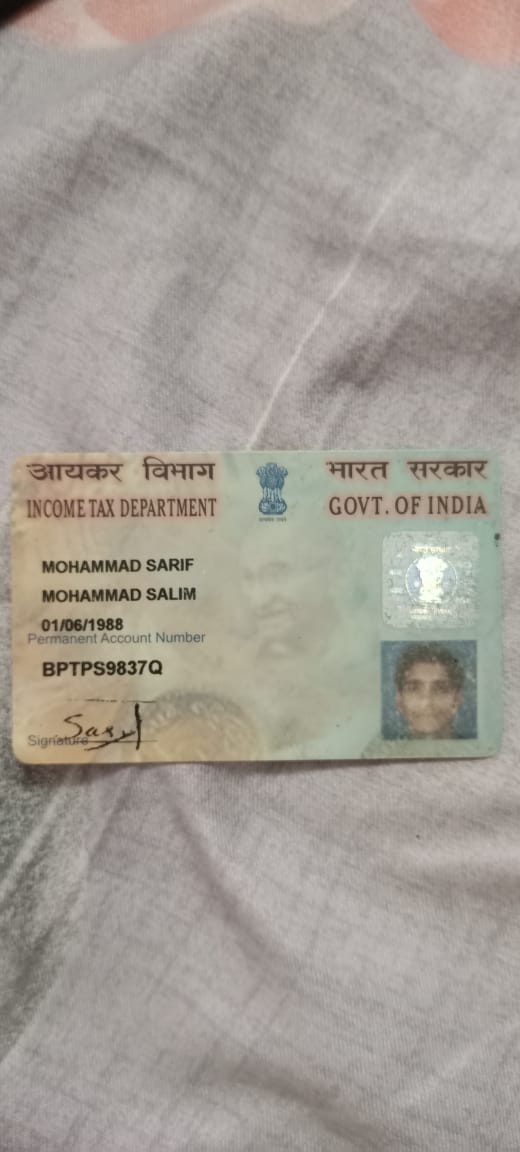 आयकर विभाग
INCOME TAX DEPARTMENT
भारत सरकार
GOVT. OF INDIA
MOHAMMAD SARIF
MOHAMMAD SALIM
01/06/1988
Permanent Account Number
BPTPS9837Q
Signature